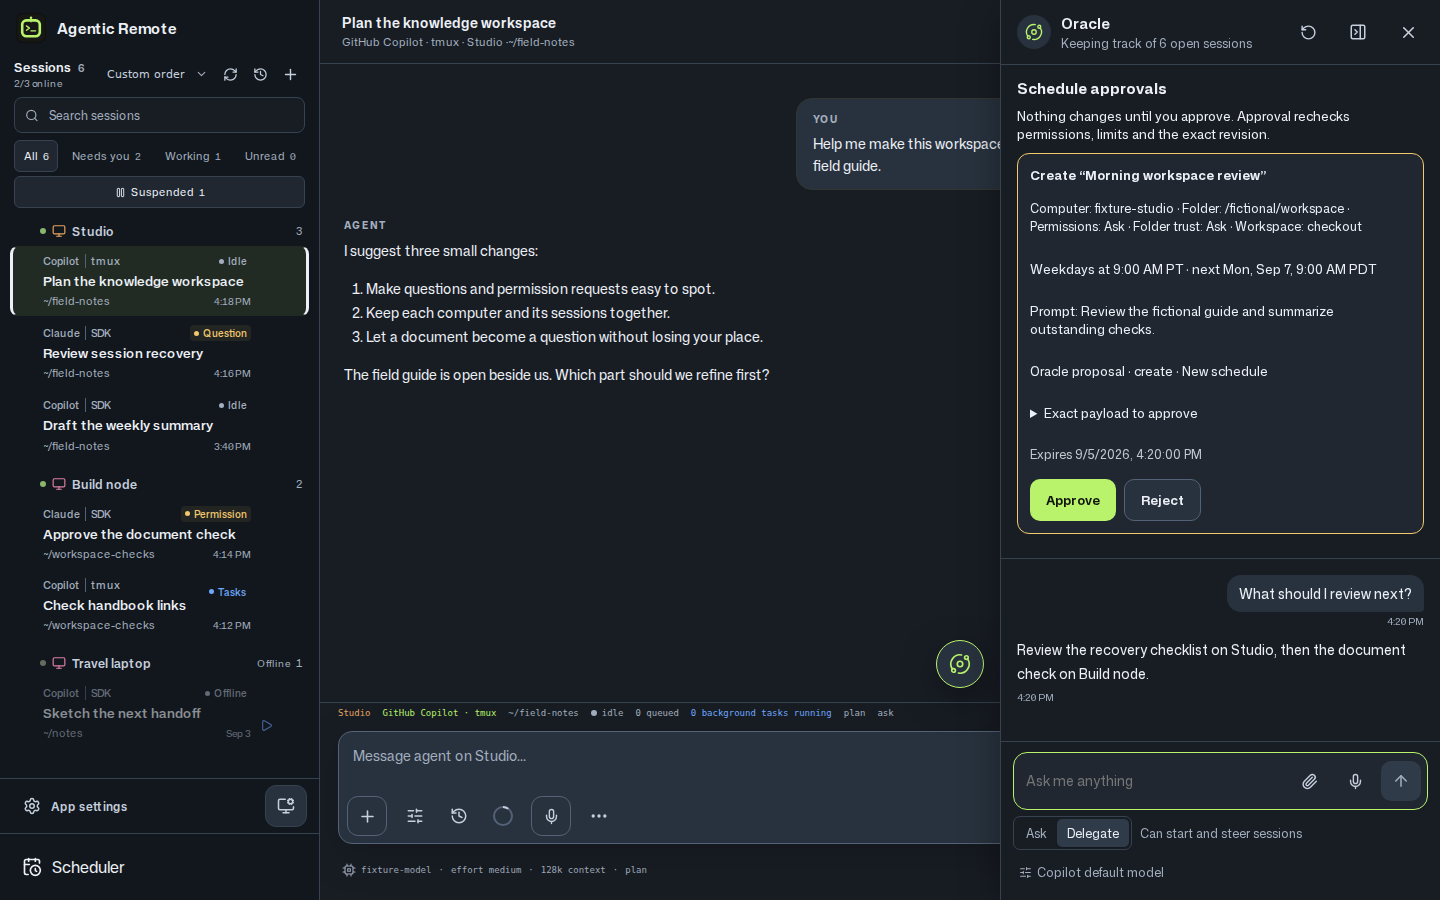 Agentic Remote
Sessions 6
2/3 online
Custom order
Search sessions
All 6
Needs you 2
Working 1
Unread 0
Suspended 1
Studio 3
Copilot | tmux
Idle
Plan the knowledge workspace
~/field-notes
4:18 PM
Claude | SDK
Question
Review session recovery
~/field-notes
4:16 PM
Copilot | SDK
Idle
Draft the weekly summary
~/field-notes
3:40 PM
Build node 2
Claude | SDK
Permission
Approve the document check
~/workspace-checks
4:14 PM
Copilot | tmux
Tasks
Check handbook links
~/workspace-checks
4:12 PM
Travel laptop
Offline 1
Copilot | SDK
Offline
Sketch the next handoff
~/notes
Sep 3
App settings
Scheduler
Plan the knowledge workspace
GitHub Copilot · tmux · Studio · ~/field-notes
YOU
Help me make this workspace
field guide.
AGENT
I suggest three small changes:
1. Make questions and permission requests easy to spot.
2. Keep each computer and its sessions together.
3. Let a document become a question without losing your place.
The field guide is open beside us. Which part should we refine first?
Studio GitHub Copilot · tmux ~/field-notes idle 0 queued 0 background tasks running plan ask
Message agent on Studio...
fixture-model · effort medium · 128k context · plan
Oracle
Keeping track of 6 open sessions
Schedule approvals
Nothing changes until you approve. Approval rechecks
permissions, limits and the exact revision.
Create “Morning workspace review”
Computer: fixture-studio · Folder: /fictional/workspace ·
Permissions: Ask · Folder trust: Ask · Workspace: checkout
Weekdays at 9:00 AM PT · next Mon, Sep 7, 9:00 AM PDT
Prompt: Review the fictional guide and summarize
outstanding checks.
Oracle proposal · create · New schedule
Exact payload to approve
Expires 9/5/2026, 4:20:00 PM
Approve
Reject
What should I review next?
4:20 PM
Review the recovery checklist on Studio, then the document
check on Build node.
4:20 PM
Ask me anything
Ask
Delegate
Can start and steer sessions
Copilot default model